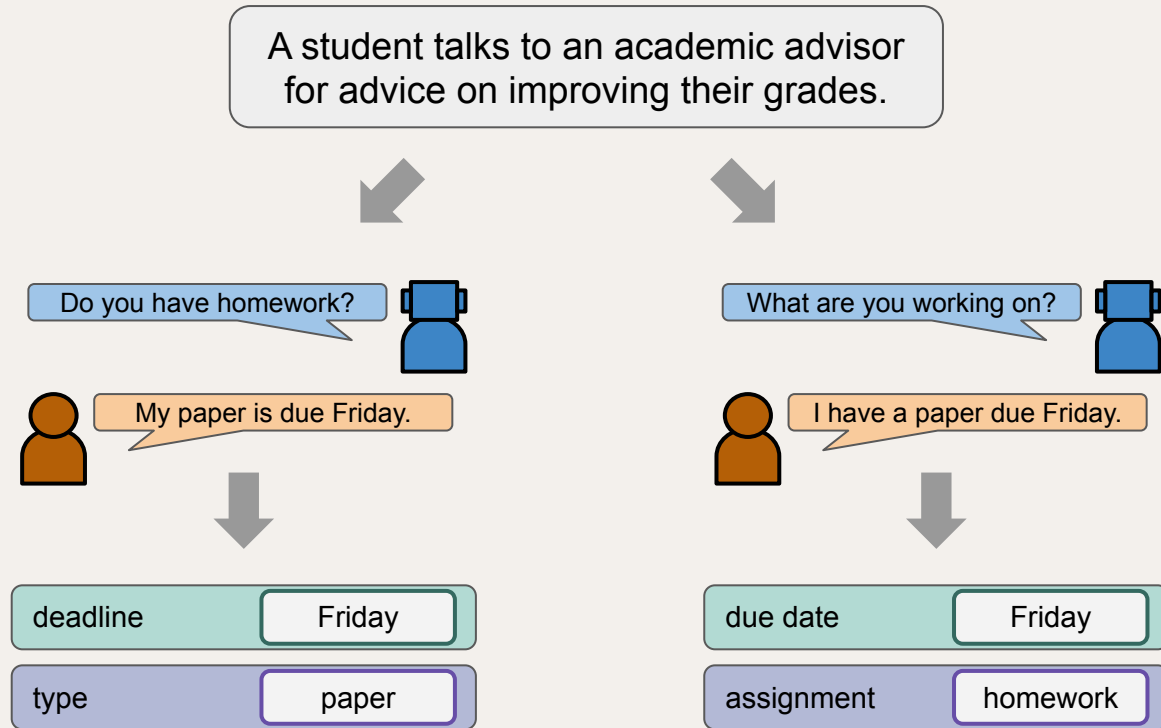 A student talks to an academic advisor
for advice on improving their grades.
Do you have homework?
My paper is due Friday.
deadline
Friday
type
paper
What are you working on?
I have a paper due Friday.
due date
Friday
assignment
homework